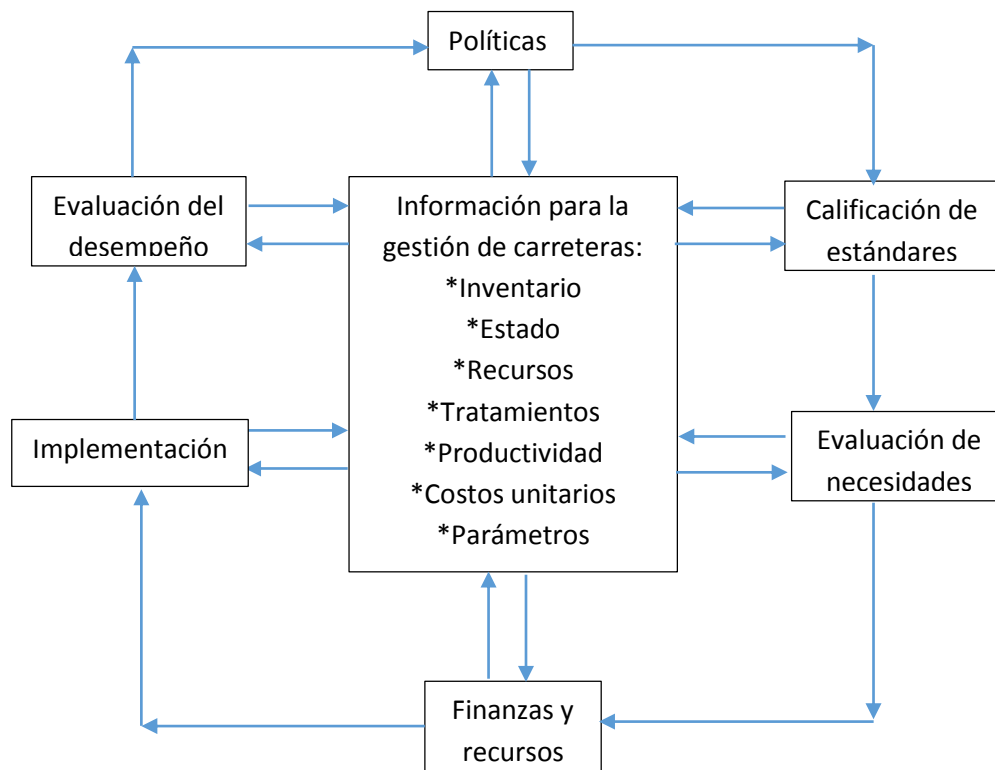 Políticas
Evaluación del
desempeño
Información para la
gestión de carreteras:
*Inventario
*Estado
*Recursos
*Tratamientos
*Productividad
*Costos unitarios
*Parámetros
Calificación de
estándares
Implementación
Evaluación de
necesidades
Finanzas y
recursos